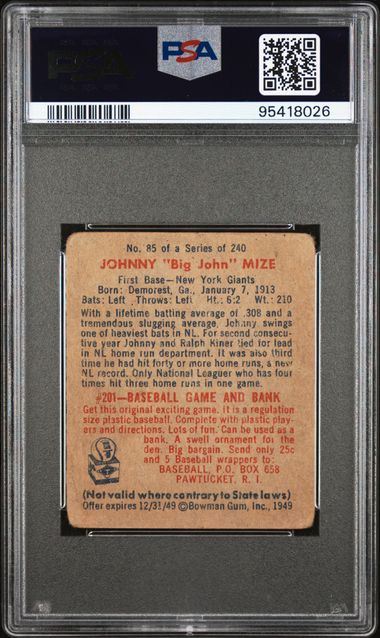 PSA
PSA
95418026
No. 85 of a Series of 240
JOHNNY "Big John" MIZE
First Base—New York Giants
Born: Demorest, Ga., January 7, 1913
Bats: Left Throws: Left Ht.: 6:2 Wt.: 210
With a lifetime batting average of .308 and a
tremendous slugging average, Johnny swings
one of heaviest bats in NL. For second consecu-
tive year Johnny and Ralph Kiner tied for lead
in NL home run department. It was also third
time he had hit forty or more home runs, a new
NL record. Only National Leaguer who has four
times hit three home runs in one game.
#201—BASEBALL GAME AND BANK
Get this original exciting game. It is a regulation
size plastic baseball. Complete with plastic play-
ers and directions. Lots of fun. Can be used as a
bank. A swell ornament for
the den. Big bargain. Send only 25c
and 5 Baseball wrappers to:
BASEBALL, P.O. BOX 658
PAWTUCKET, R. I.
(Not valid where contrary to State laws)
Offer expires 12/31/49 ©Bowman Gum, Inc., 1949